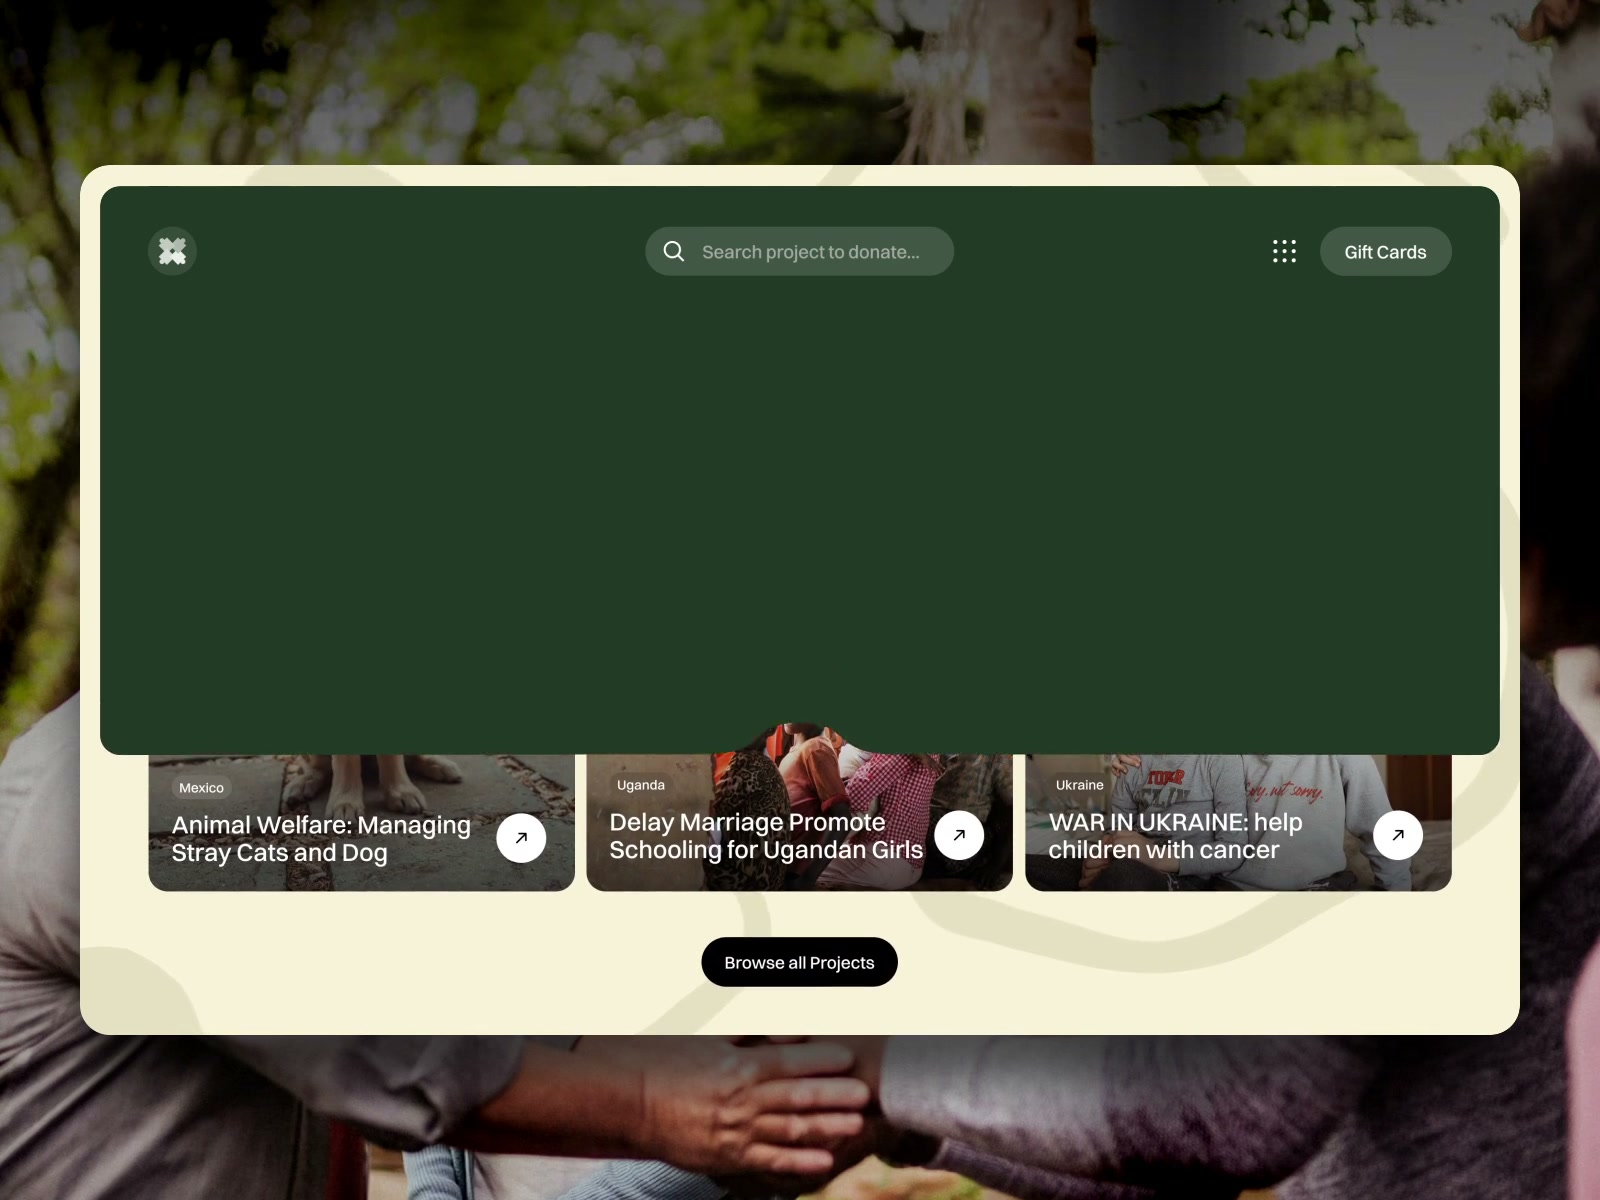 Search project to donate...
Gift Cards
Mexico
Animal Welfare: Managing
Stray Cats and Dog
Uganda
Delay Marriage Promote
Schooling for Ugandan Girls
Ukraine
WAR IN UKRAINE: help
children with cancer
Browse all Projects